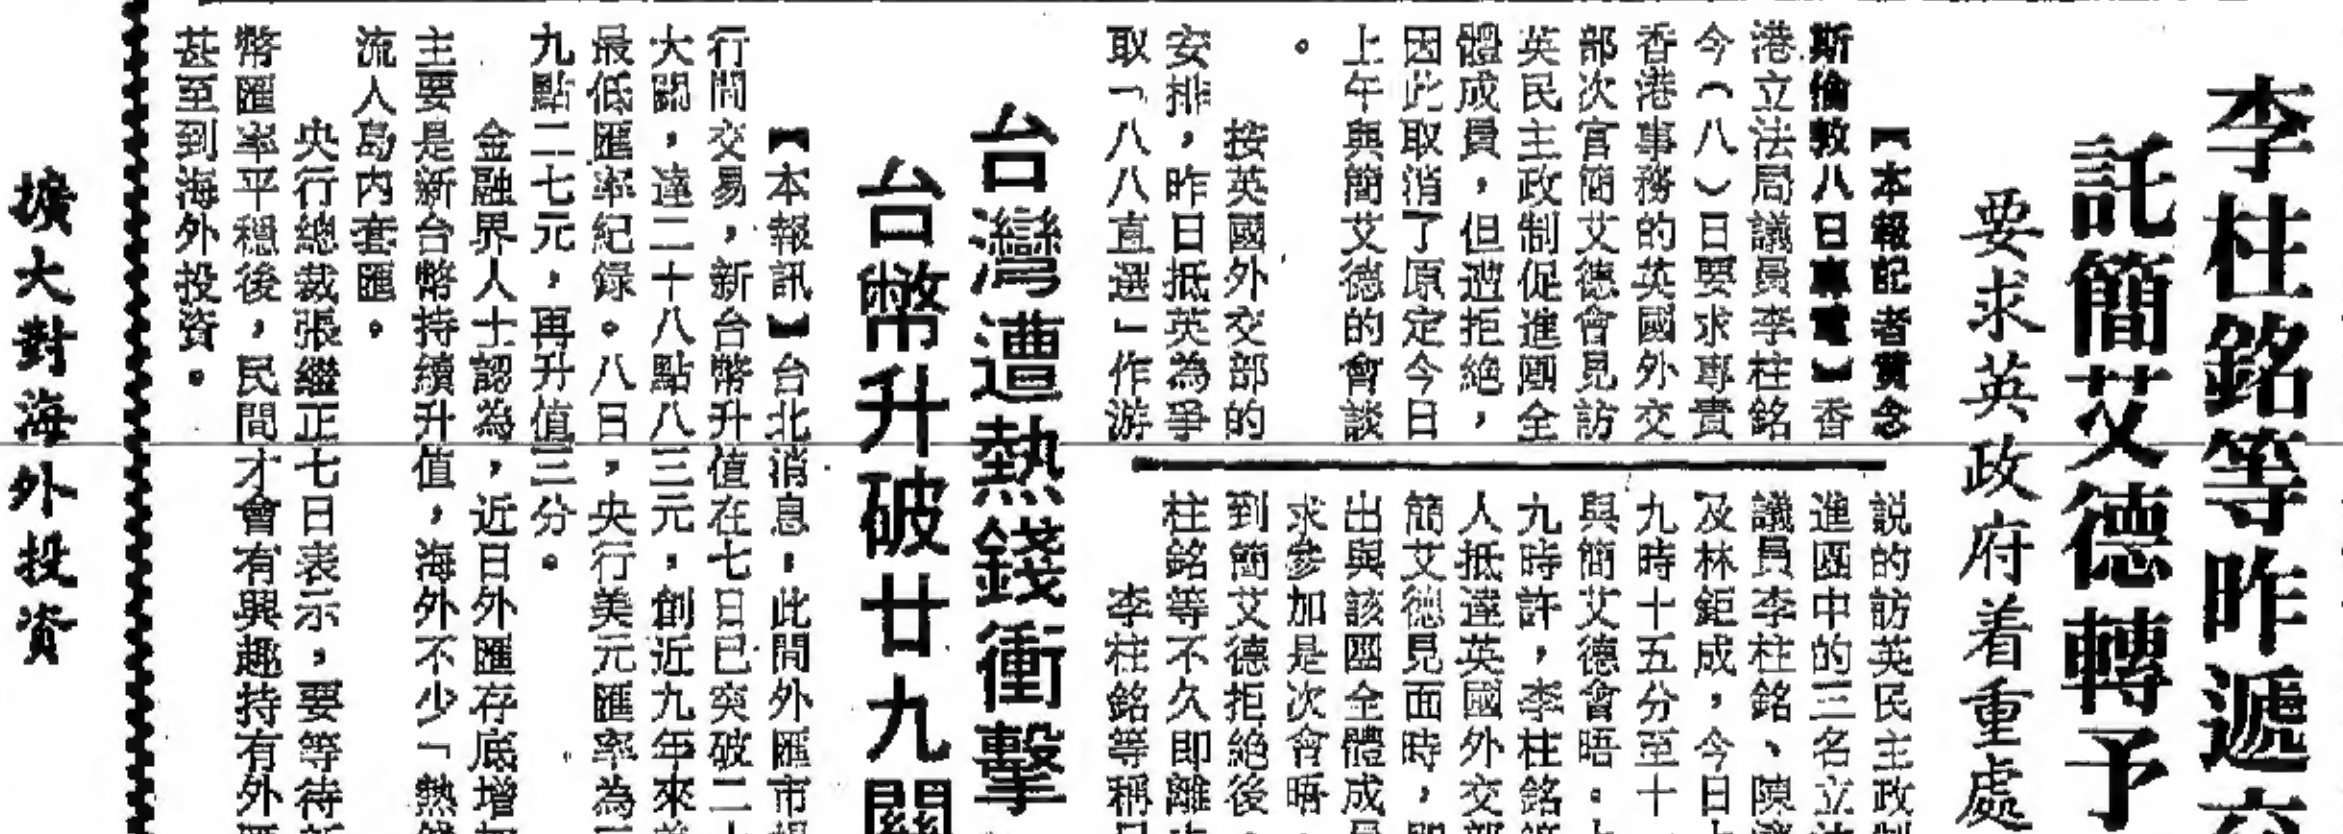 李柱銘等昨遞
託簡艾德轉予
要求英政府着重處
【本報記者黄念
斯倫敦八日專電】香
港立法局議員李柱銘
今(八)日要求專責
香港事務的英國外交
部次官簡艾德會見訪
英民主政制促進團全
體成員,但遭拒絶,
因此取消了原定今日
上午與簡艾德的會談
。
按英國外交部的
安排,昨日抵英為爭
取「八八直選」作游
說的訪英民主政
進團中的三名立
議員李柱銘、陳
及林鉅成,今日
九時十五分至十
與簡艾德會晤。
九時許,李柱銘
人抵達英國外交
簡艾德見面時,
出與該團全體成
求參加是次會晤
到簡艾德拒絶後
柱銘等不久即離
李柱銘等稱
台灣遭熱錢衝擊
台幣升破廿九關
【本報訊】台北消息,此間外匯市
行間交易,新台幣升值在七日已突破二
大關,達二十八點八三元,創近九年來
最低匯率紀録。八日,央行美元匯率為
九點二七元,再升值三分。
金融界人士認為,近日外匯存底增
主要是新台幣持續升值,海外不少「熱
流入島内套匯。
央行總裁張繼正七日表示,要等待
幣匯率平穩後,民間才會有興趣持有外
甚至到海外投資。
擴大對海外投資